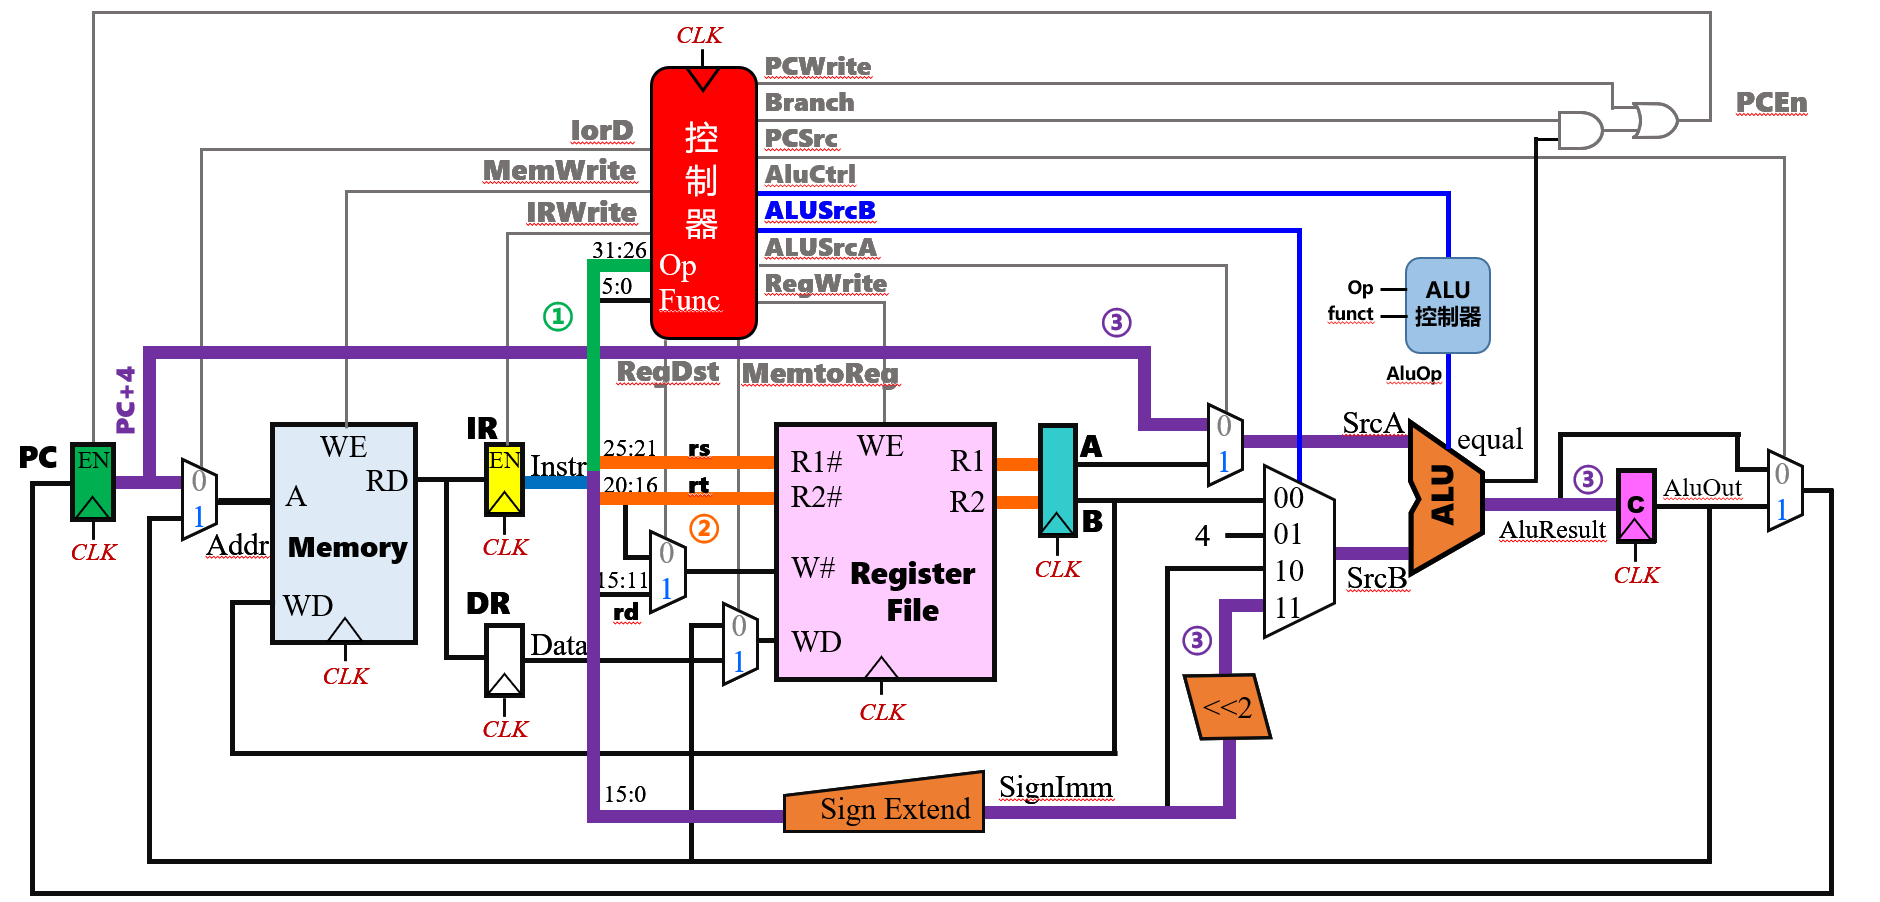 CLK
PCWrite
Branch
PCEn
IorD
PCSrc
MemWrite
AluCtrl
IRWrite
ALUSrcB
控
制
器
31:26
Op
ALUSrcA
5:0
Func
RegWrite
Op
funct
ALU
控制器
①
③
PC+4
RegDst
MemtoReg
AluOp
PC
EN
CLK
0
1
Addr
WE
RD
A
Memory
WD
CLK
IR
EN
Instr
CLK
DR
Data
CLK
25:21
rs
20:16
rt
②
0
1
15:11
rd
0
1
WE
R1#
R1
R2#
R2
W#
Register
File
WD
CLK
A
B
CLK
0
1
SrcA
equal
ALU
00
4
01
10
11
SrcB
③
AluResult
C
CLK
AluOut
0
1
③
<<2
15:0
Sign Extend
SignImm